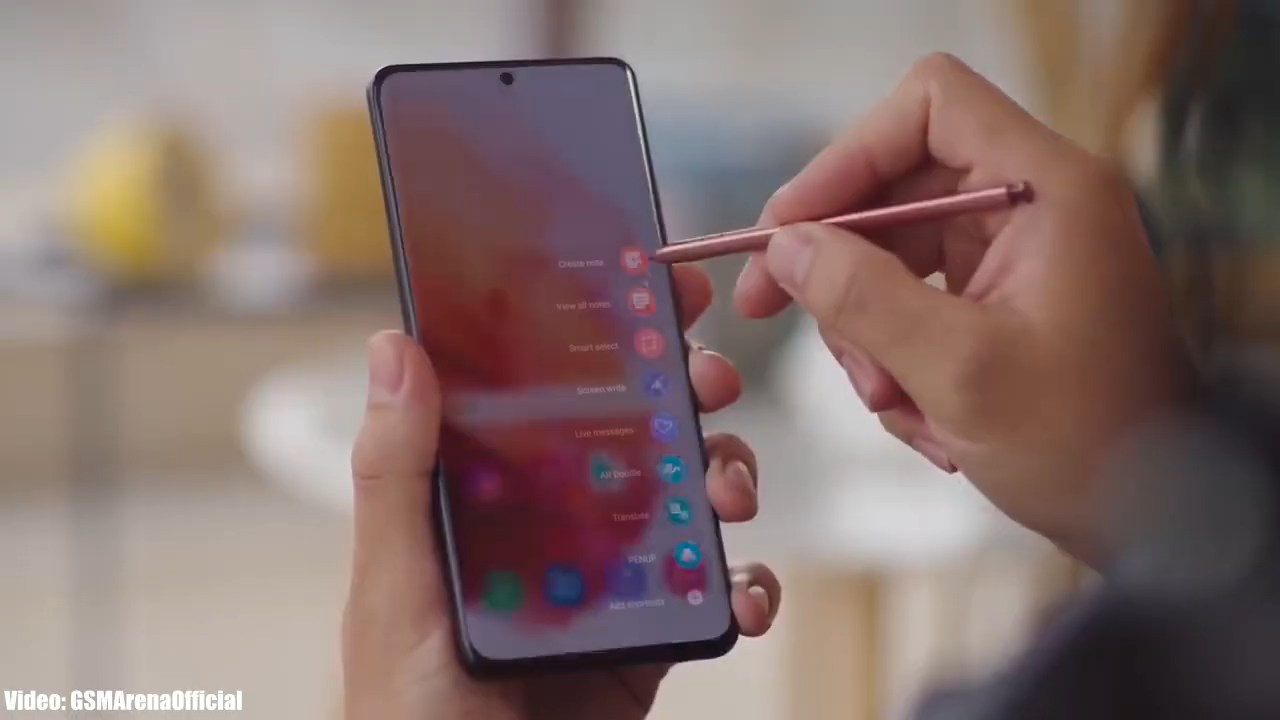 Create note
View all notes
Smart select
Screen write
Live messages
AR Doodle
Translate
PENUP
Add shortcuts
Video: GSMArenaOfficial